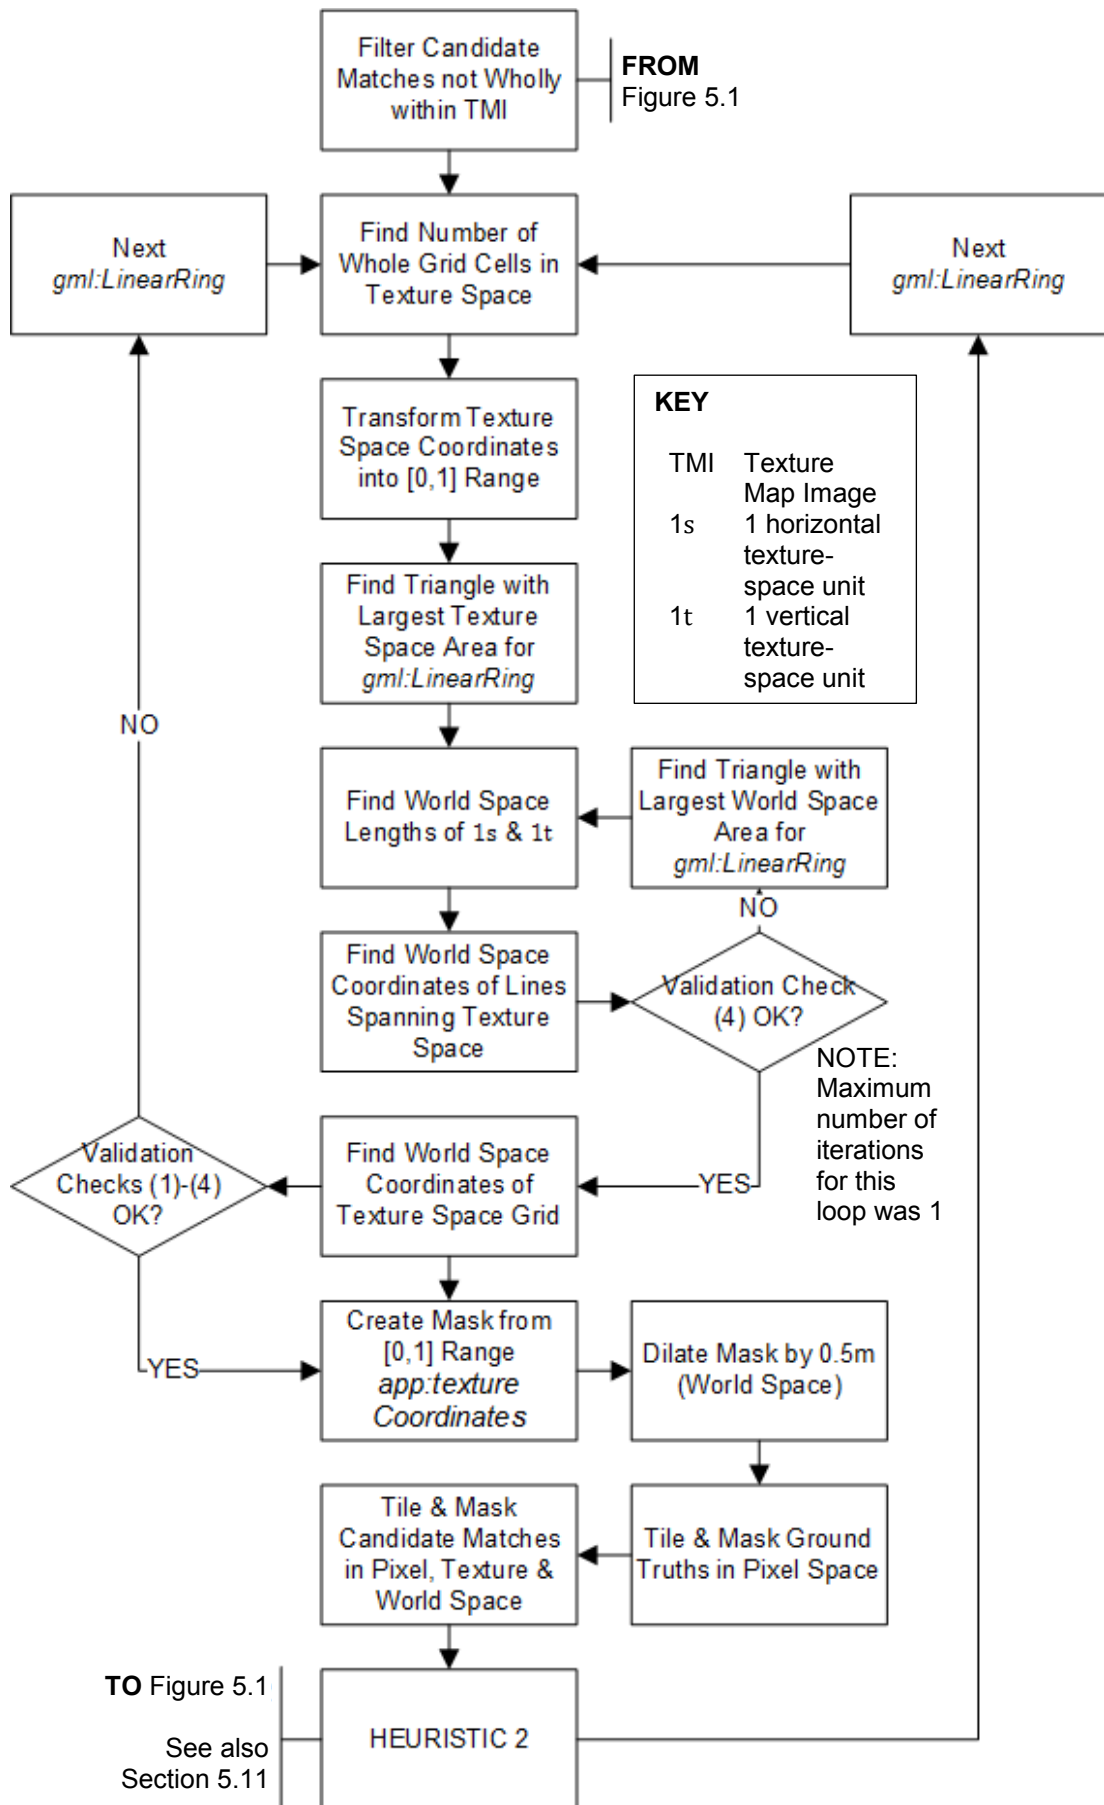 Filter Candidate
Matches not Wholly
within TMI
FROM
Figure 5.1
Next
gml:LinearRing
Find Number of
Whole Grid Cells in
Texture Space
Next
gml:LinearRing
Transform Texture
Space Coordinates
into [0,1] Range
KEY
TMI Texture
Map Image
1s 1 horizontal
texture-
space unit
1t 1 vertical
texture-
space unit
Find Triangle with
Largest Texture
Space Area for
gml:LinearRing
NO
Find World Space
Lengths of 1s & 1t
Find Triangle with
Largest World Space
Area for
gml:LinearRing
NO
Find World Space
Coordinates of Lines
Spanning Texture
Space
Validation Check
(4) OK?
NOTE:
Maximum
number of
iterations
for this
loop was 1
Validation
Checks (1)-(4)
OK?
Find World Space
Coordinates of
Texture Space Grid
YES
YES
Create Mask from
[0,1] Range
app:texture
Coordinates
Dilate Mask by 0.5m
(World Space)
Tile & Mask
Candidate Matches
in Pixel, Texture &
World Space
Tile & Mask Ground
Truths in Pixel Space
TO Figure 5.1
See also
Section 5.11
HEURISTIC 2